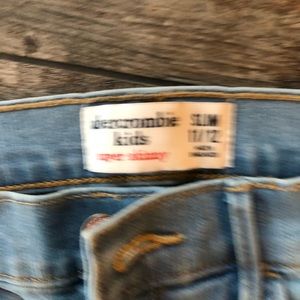 abercrombie
kids
super skinny
SLIM
11/12